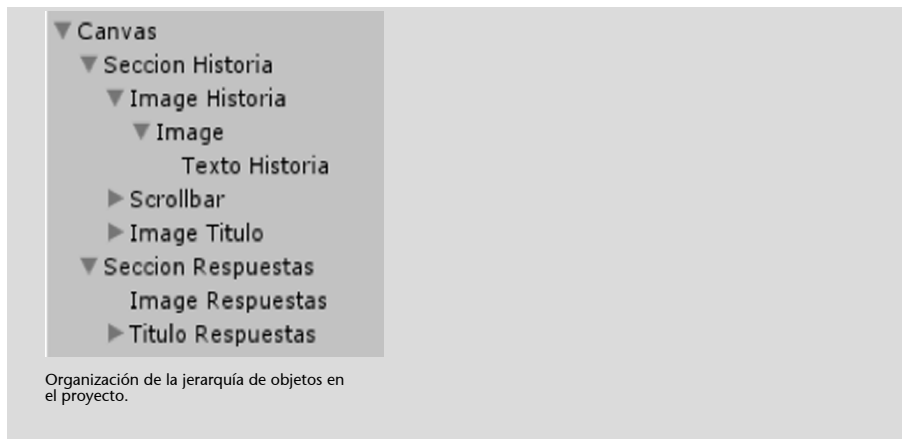 Canvas
Seccion Historia
Image Historia
Image
Texto Historia
Scrollbar
Image Titulo
Seccion Respuestas
Image Respuestas
Titulo Respuestas
Organización de la jerarquía de objetos en
el proyecto.